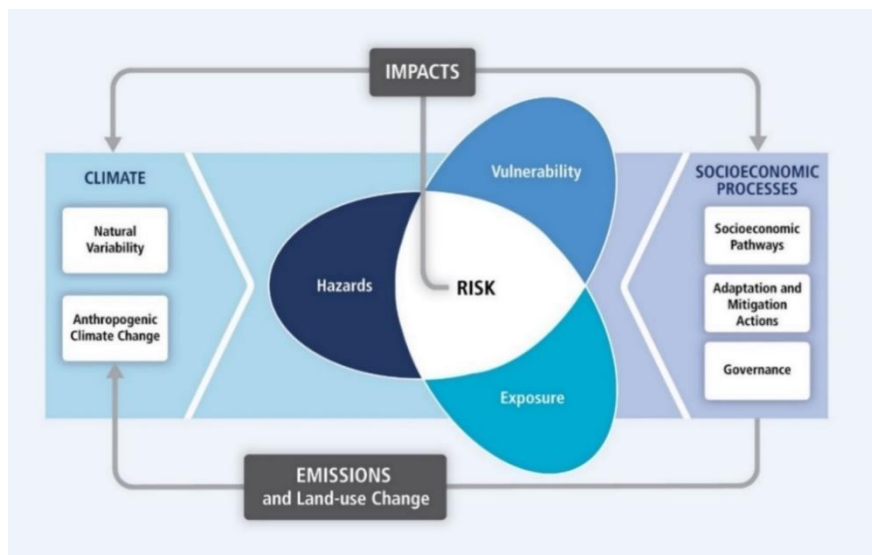 IMPACTS
CLIMATE
Natural
Variability
Anthropogenic
Climate Change
Vulnerability
Hazards
RISK
Exposure
SOCIOECONOMIC
PROCESSES
Socioeconomic
Pathways
Adaptation and
Mitigation
Actions
Governance
EMISSIONS
and Land-use Change